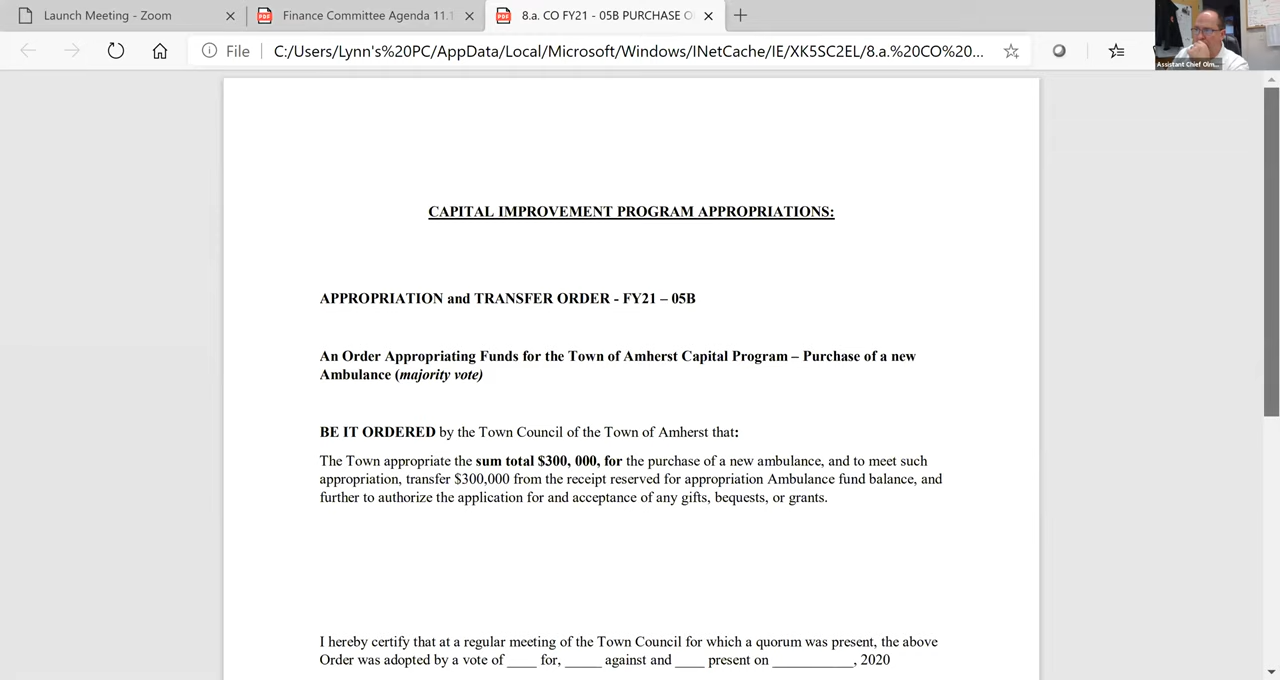 Launch Meeting - Zoom
Finance Committee Agenda 11.1
8.a. CO FY21 - 05B PURCHASE O
File
C:/Users/Lynn's%20PC/AppData/Local/Microsoft/Windows/INetCache/IE/XK5SC2EL/8.a.%20CO%20...
Assistant Chief Olm...
CAPITAL IMPROVEMENT PROGRAM APPROPRIATIONS:
APPROPRIATION and TRANSFER ORDER - FY21 – 05B
An Order Appropriating Funds for the Town of Amherst Capital Program – Purchase of a new
Ambulance (majority vote)
BE IT ORDERED by the Town Council of the Town of Amherst that:
The Town appropriate the sum total $300, 000, for the purchase of a new ambulance, and to meet such
appropriation, transfer $300,000 from the receipt reserved for appropriation Ambulance fund balance, and
further to authorize the application for and acceptance of any gifts, bequests, or grants.
I hereby certify that at a regular meeting of the Town Council for which a quorum was present, the above
Order was adopted by a vote of ____ for, _____ against and ____ present on ___________, 2020